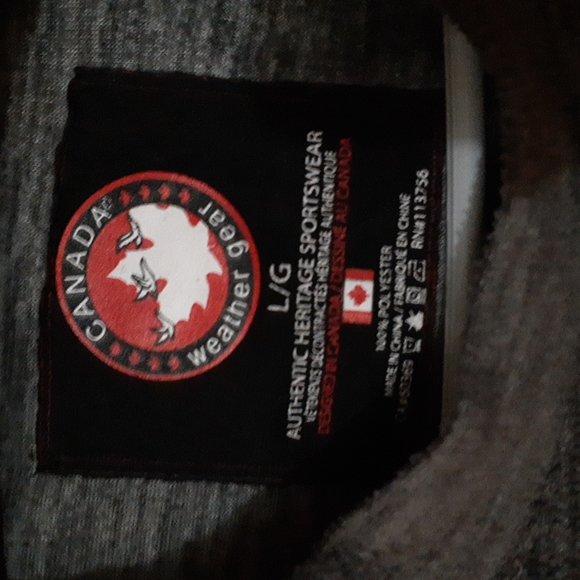 CANADA
weather gear
L/G
AUTHENTIC HERITAGE SPORTSWEAR
VÊTEMENTS DÉCONTRACTÉS HÉRITAGE AUTHENTIQUE
DESIGNED IN CANADA / DESSINÉ AU CANADA
100% POLYESTER
MADE IN CHINA / FABRIQUÉ EN CHINE
RN#113756